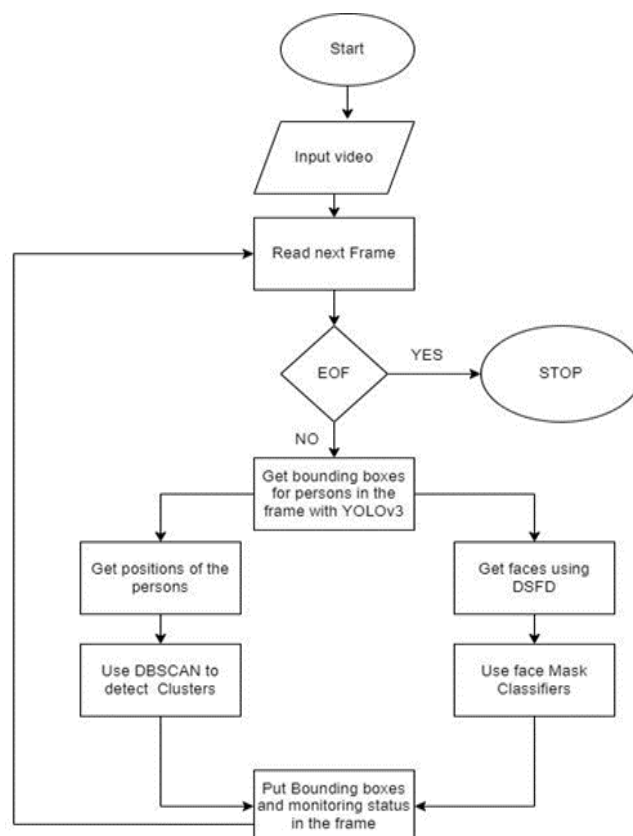 Start
Input video
Read next Frame
EOF
YES
STOP
NO
Get bounding boxes
for persons in the
frame with YOLOv3
Get positions of the
persons
Get faces using
DSFD
Use DBSCAN to
detect Clusters
Use face Mask
Classifiers
Put Bounding boxes
and monitoring status
in the frame